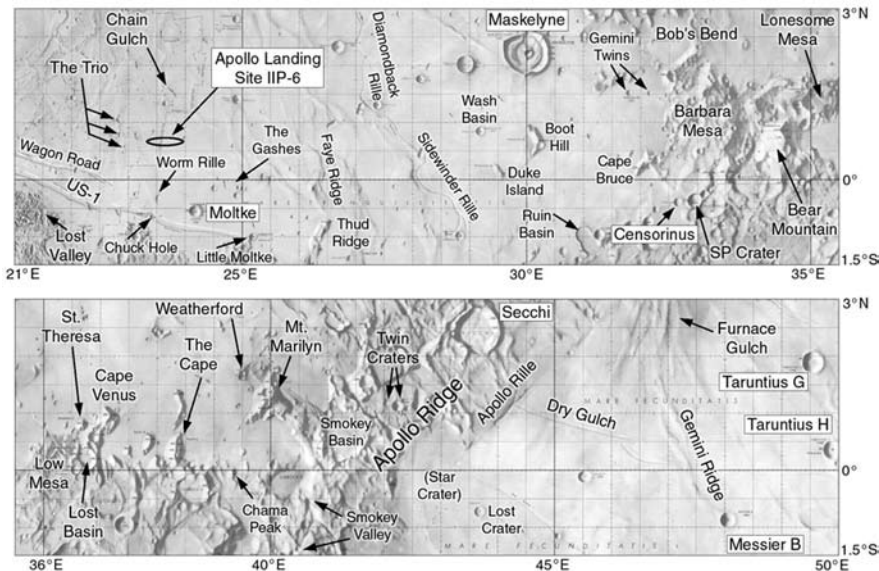 Chain
Gulch
The Trio
Apollo Landing
Site IIP-6
Diamondback
Rille
Maskelyne
Gemini
Twins
Bob's Bend
Lonesome
Mesa
3°N
Wash
Basin
Barbara
Mesa
Boot
Hill
Wagon Road
Worm Rille
The
Gashes
Faye Ridge
Sidewinder Rille
Duke
Island
Cape
Bruce
0°
US-1
Moltke
Lost
Valley
Chuck Hole
Little Moltke
Thud
Ridge
Ruin
Basin
Censorinus
SP Crater
Bear
Mountain
21°E
25°E
30°E
35°E
1.5°S
St.
Theresa
Weatherford
Mt.
Marilyn
Secchi
3°N
Cape
Venus
The
Cape
Twin
Craters
Furnace
Gulch
Taruntius G
Apollo Ridge
Apollo Rille
MARE FECUNDITATIS
Smokey
Basin
Dry Gulch
Gemini Ridge
Taruntius H
Low
Mesa
0°
Lost
Basin
Chama
Peak
Smokey
Valley
(Star
Crater)
Lost
Crater
MARE FECUNDITATIS
Messier B
36°E
40°E
45°E
50°E
1.5°S